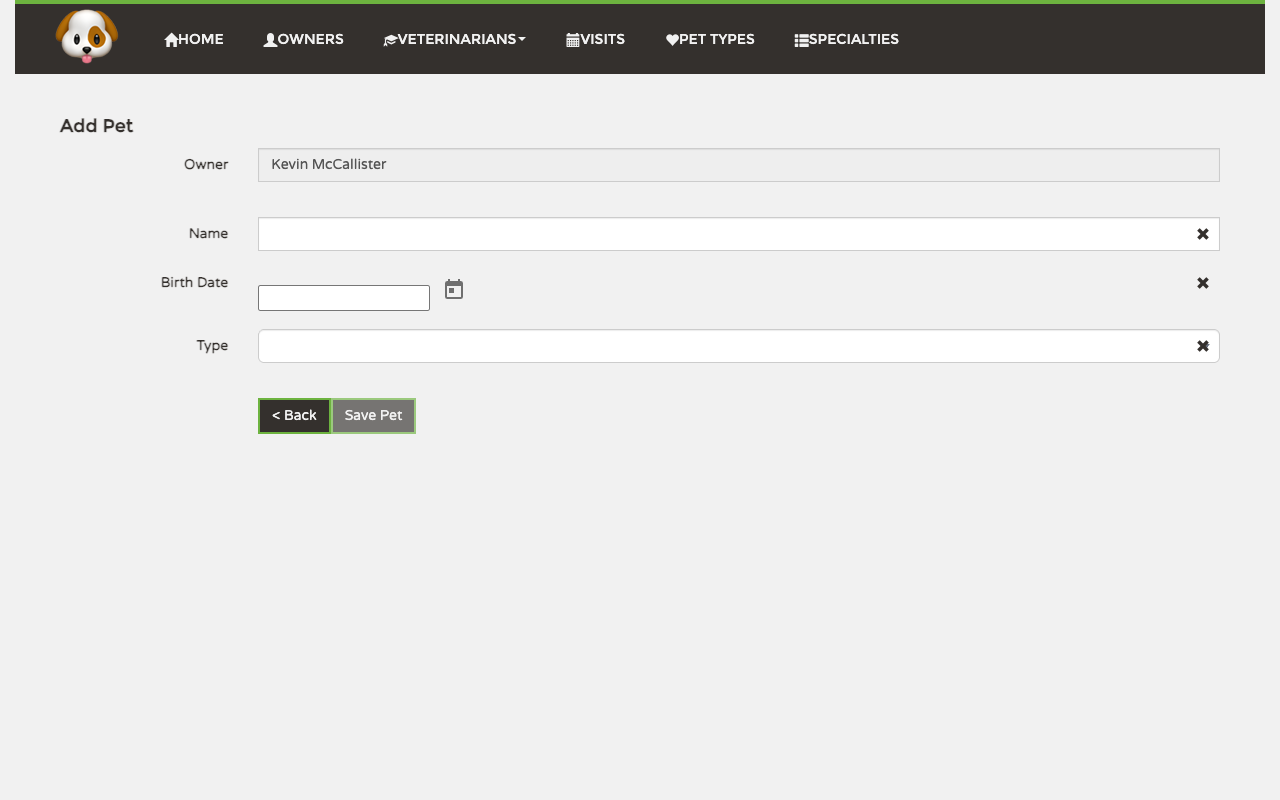 HOME OWNERS VETERINARIANS VISITS PET TYPES SPECIALTIES
Add Pet
Owner Kevin McCallister
Name
Birth Date
Type
< Back Save Pet